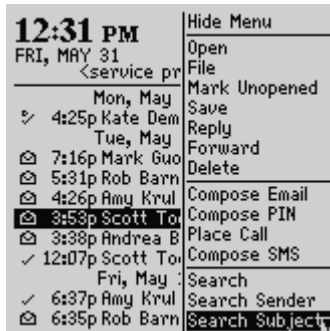 12:31 PM
FRI, MAY 31
<service pr
Mon, May
4:25p Kate Dem
Tue, May
7:16p Mark Guo
5:31p Rob Barn
4:26p Amy Krul
3:53p Scott To
3:38p Andrea B
12:07p Scott To
Fri, May
6:37p Amy Krul
6:35p Rob Barn
Hide Menu
Open
File
Mark Unopened
Save
Reply
Forward
Delete
Compose Email
Compose PIN
Place Call
Compose SMS
Search
Search Sender
Search Subject